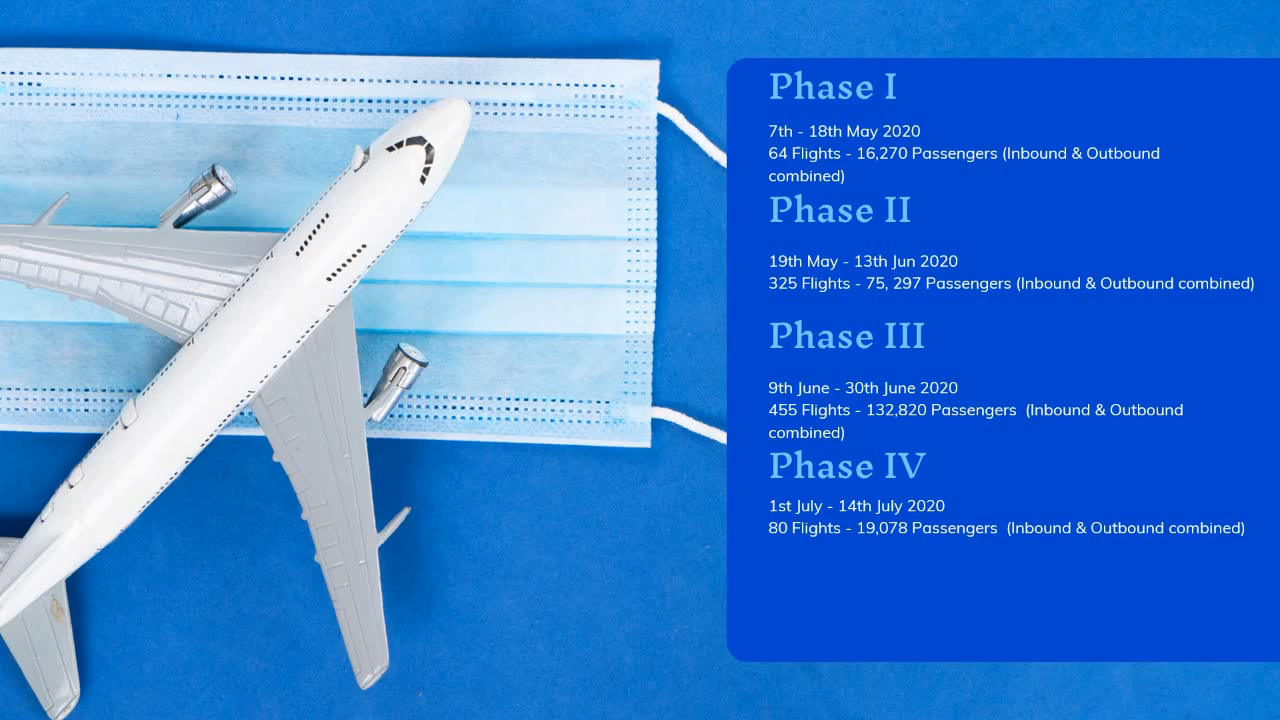 Phase I
7th - 18th May 2020
64 Flights - 16,270 Passengers (Inbound & Outbound
combined)
Phase II
19th May - 13th Jun 2020
325 Flights - 75, 297 Passengers (Inbound & Outbound combined)
Phase III
9th June - 30th June 2020
455 Flights - 132,820 Passengers  (Inbound & Outbound
combined)
Phase IV
1st July - 14th July 2020
80 Flights - 19,078 Passengers  (Inbound & Outbound combined)